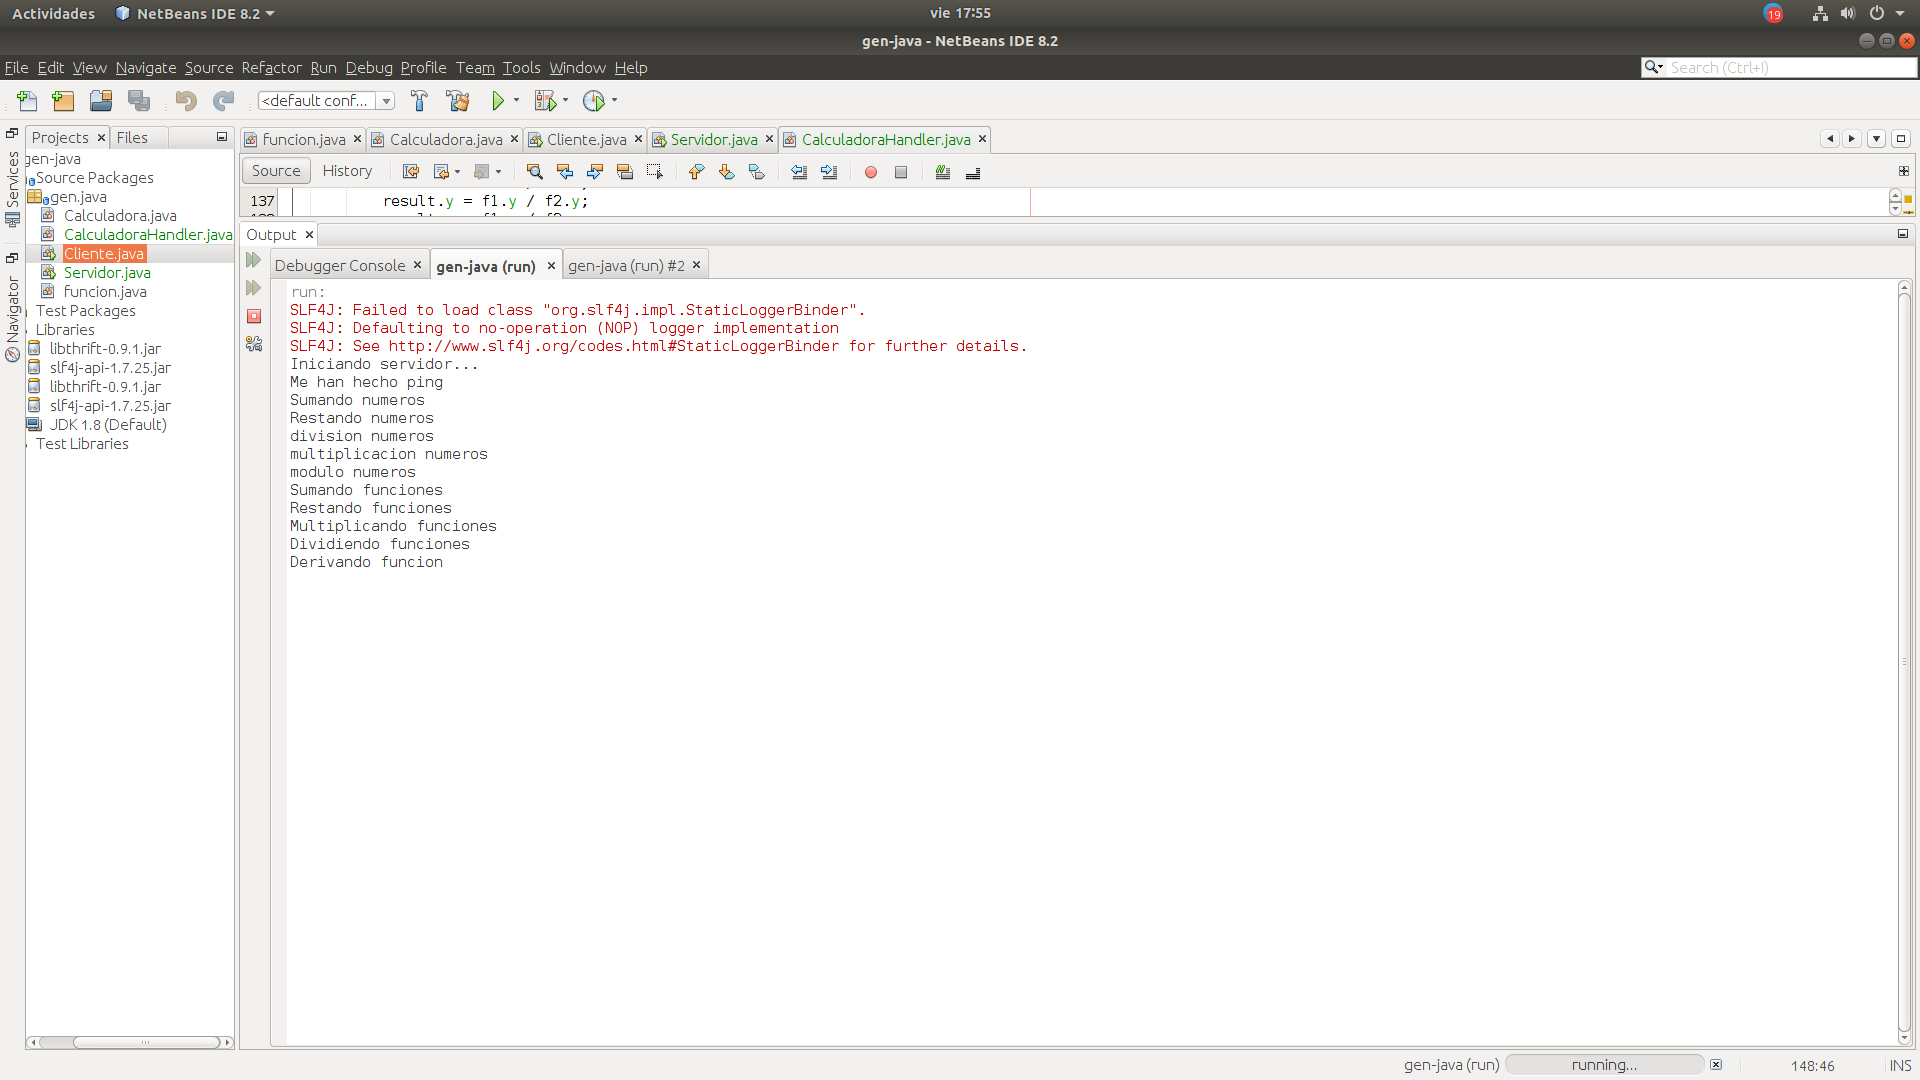 Actividades NetBeans IDE 8.2 vie 17:55 19
gen-java - NetBeans IDE 8.2
File Edit View Navigate Source Refactor Run Debug Profile Team Tools Window Help Search (Ctrl+I)
<default conf...
Projects Files funcion.java Calculadora.java Cliente.java Servidor.java CalculadoraHandler.java
Services
Navigator
gen-java
Source Packages
gen.java
Calculadora.java
CalculadoraHandler.java
Cliente.java
Servidor.java
funcion.java
Test Packages
Libraries
libthrift-0.9.1.jar
slf4j-api-1.7.25.jar
libthrift-0.9.1.jar
slf4j-api-1.7.25.jar
JDK 1.8 (Default)
Test Libraries
Source History
137 result.y = f1.y / f2.y;
Output
Debugger Console gen-java (run) gen-java (run) #2
run:
SLF4J: Failed to load class "org.slf4j.impl.StaticLoggerBinder".
SLF4J: Defaulting to no-operation (NOP) logger implementation
SLF4J: See http://www.slf4j.org/codes.html#StaticLoggerBinder for further details.
Iniciando servidor...
Me han hecho ping
Sumando numeros
Restando numeros
division numeros
multiplicacion numeros
modulo numeros
Sumando funciones
Restando funciones
Multiplicando funciones
Dividiendo funciones
Derivando funcion
gen-java (run) running... 148:46 INS